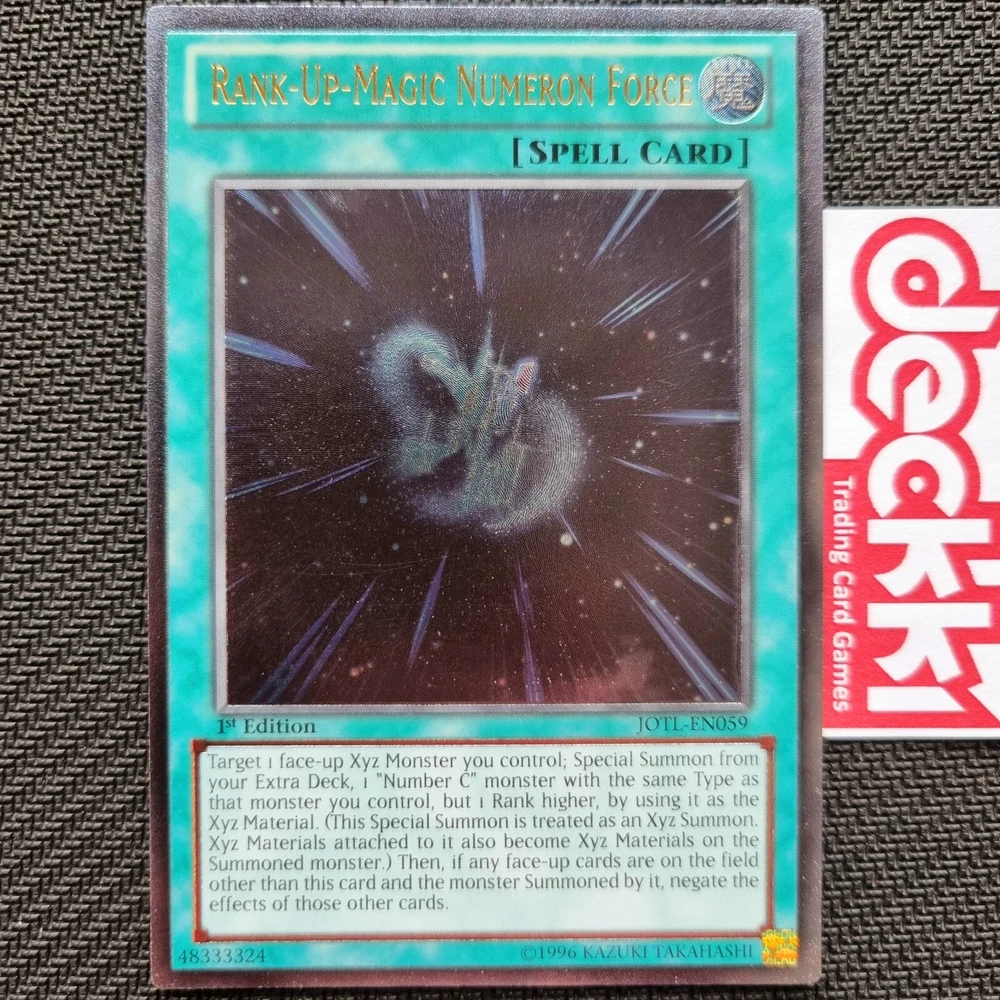 RANK-UP-MAGIC NUMERON FORCE 魔
[SPELL CARD]
1st Edition
JOTL-EN059
Target 1 face-up Xyz Monster you control; Special Summon from
your Extra Deck, 1 "Number C" monster with the same Type as
that monster you control, but 1 Rank higher, by using it as the
Xyz Material. (This Special Summon is treated as an Xyz Summon.
Xyz Materials attached to it also become Xyz Materials on the
Summoned monster.) Then, if any face-up cards are on the field
other than this card and the monster Summoned by it, negate the
effects of those other cards.
48333324
©1996 KAZUKI TAKAHASHI
deckki
Trading Card Games